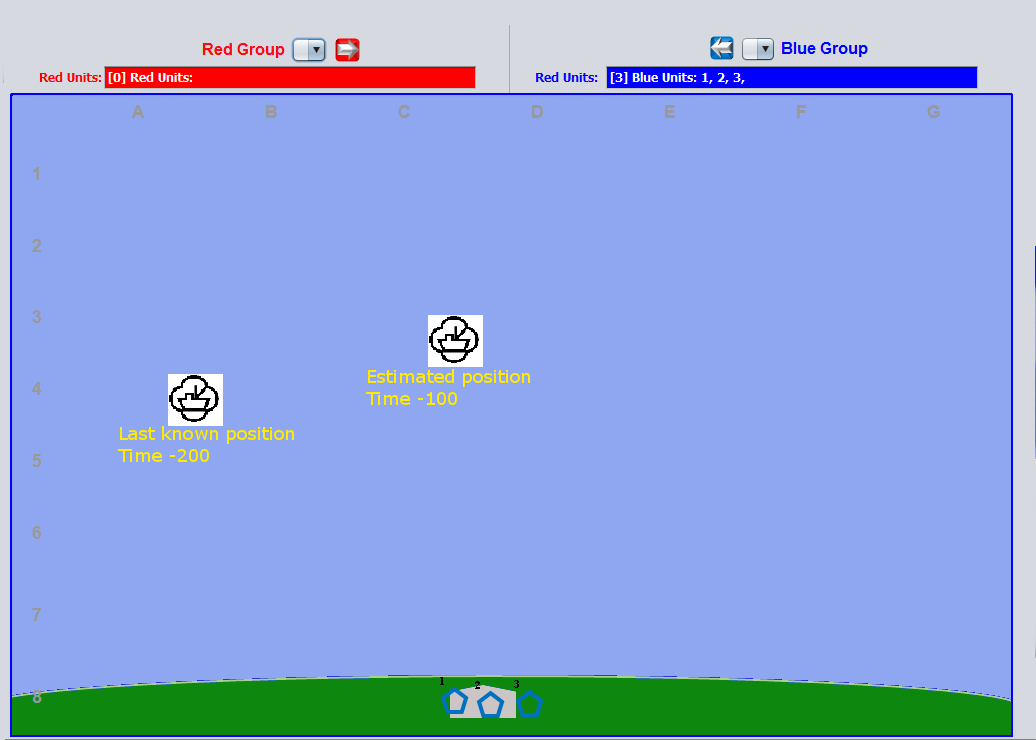 Red Group
Blue Group
Red Units: [0] Red Units:
Red Units: [3] Blue Units: 1, 2, 3,
A B C D E F G
1
2
3
Estimated position
Time -100
4
Last known position
Time -200
5
6
7
8
1 2 3